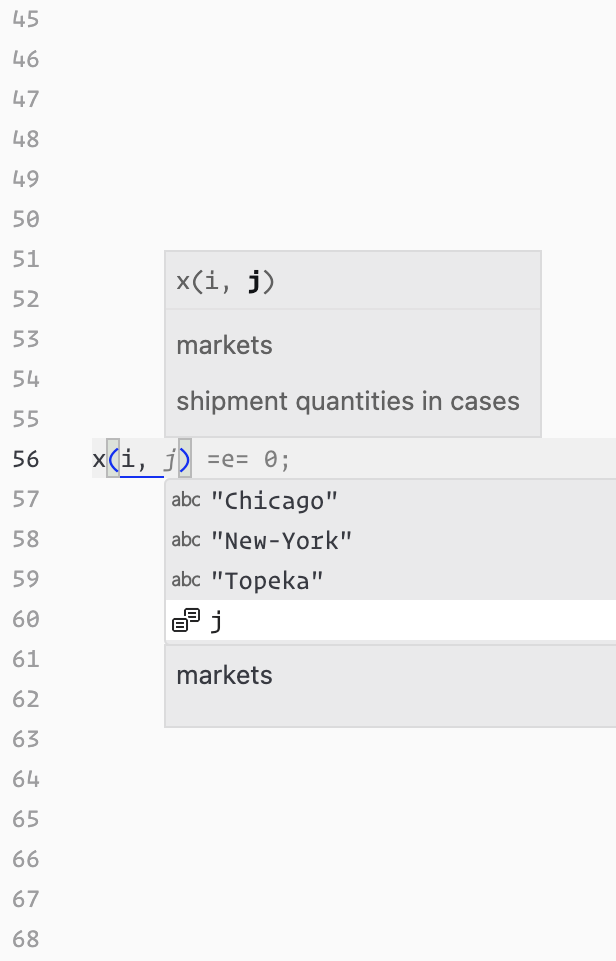 45
46
47
48
49
50
51
x(i, j)
52
53
markets
54
shipment quantities in cases
55
56 x(i, j) =e= 0;
57 abc "Chicago"
58 abc "New-York"
59 abc "Topeka"
60 j
61 markets
62
63
64
65
66
67
68